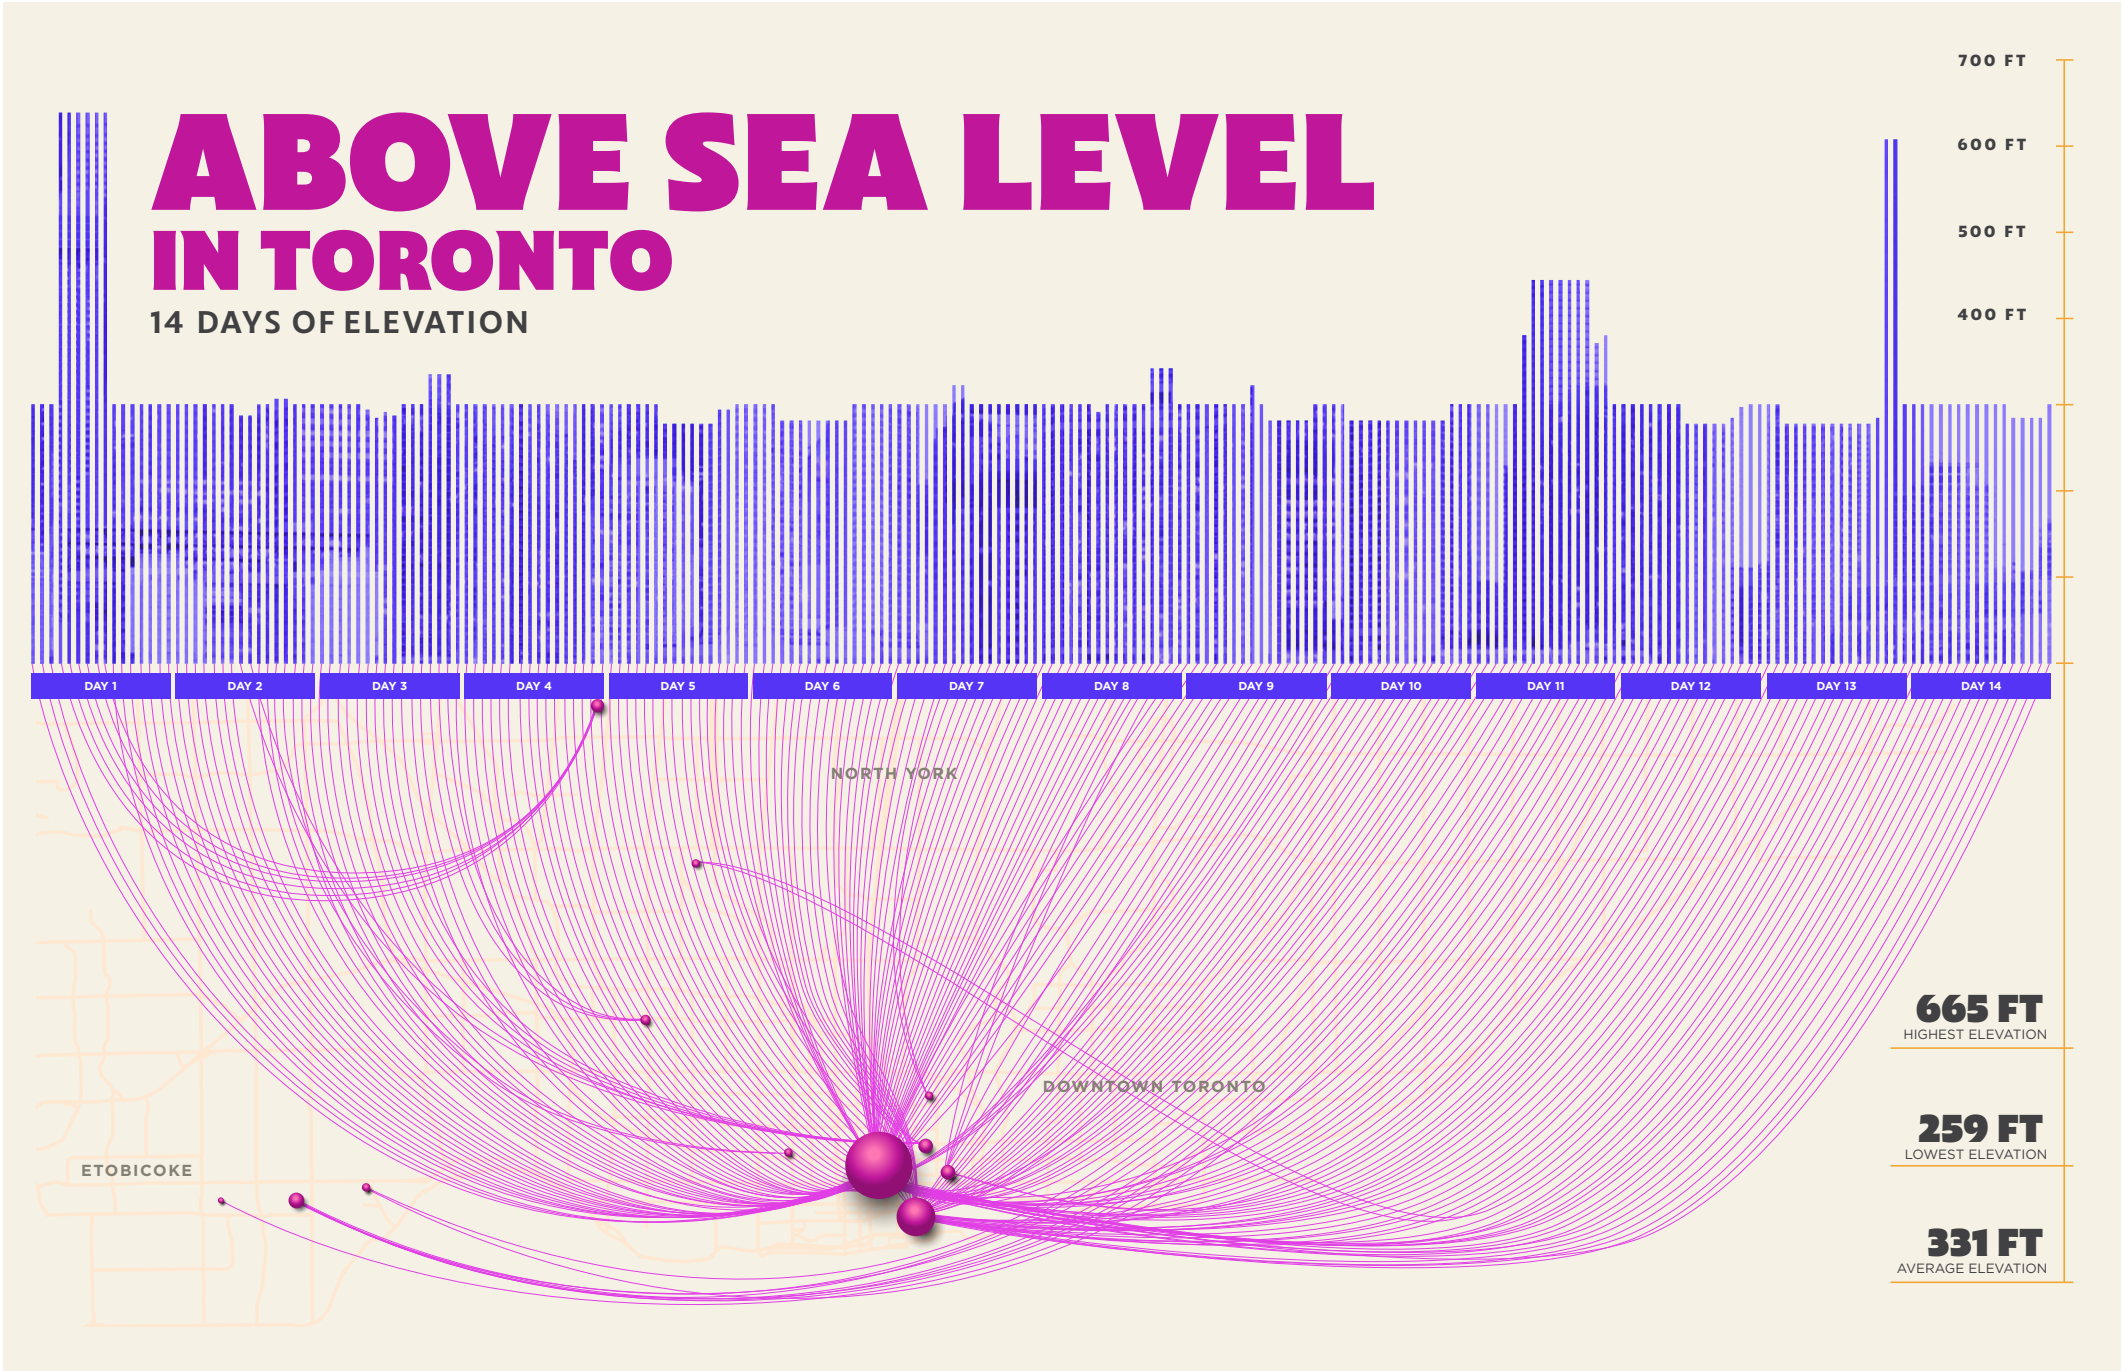 ABOVE SEA LEVEL
IN TORONTO
14 DAYS OF ELEVATION
700 FT
600 FT
500 FT
400 FT
DAY 1
DAY 2
DAY 3
DAY 4
DAY 5
DAY 6
DAY 7
DAY 8
DAY 9
DAY 10
DAY 11
DAY 12
DAY 13
DAY 14
NORTH YORK
DOWNTOWN TORONTO
ETOBICOKE
665 FT
HIGHEST ELEVATION
259 FT
LOWEST ELEVATION
331 FT
AVERAGE ELEVATION